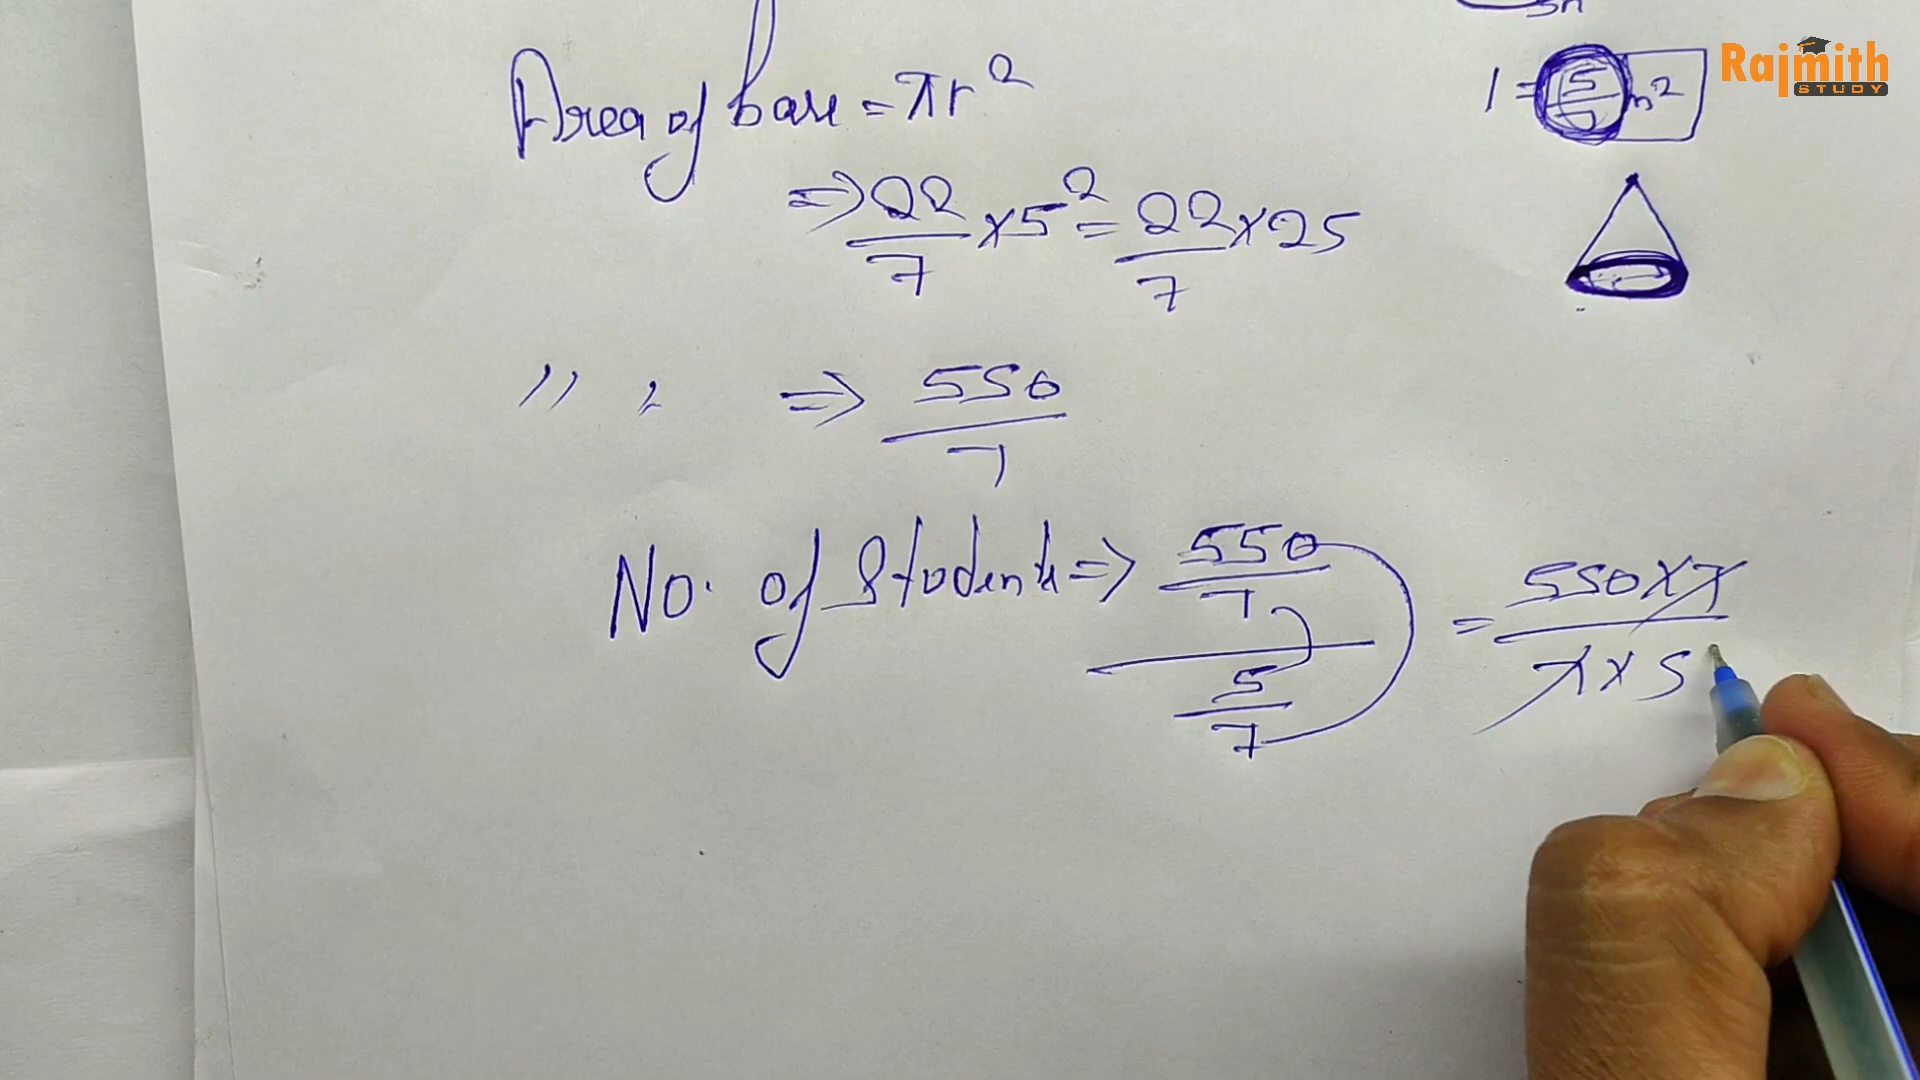 Area of base = πr²
1 = 5/7 m²
Rajmith
STUDY
⇒ 22/7 × 5² = 22/7 × 25
" " ⇒ 550/7
No. of Students ⇒ 550/7 / 5/7 = 550×7 / 7×5